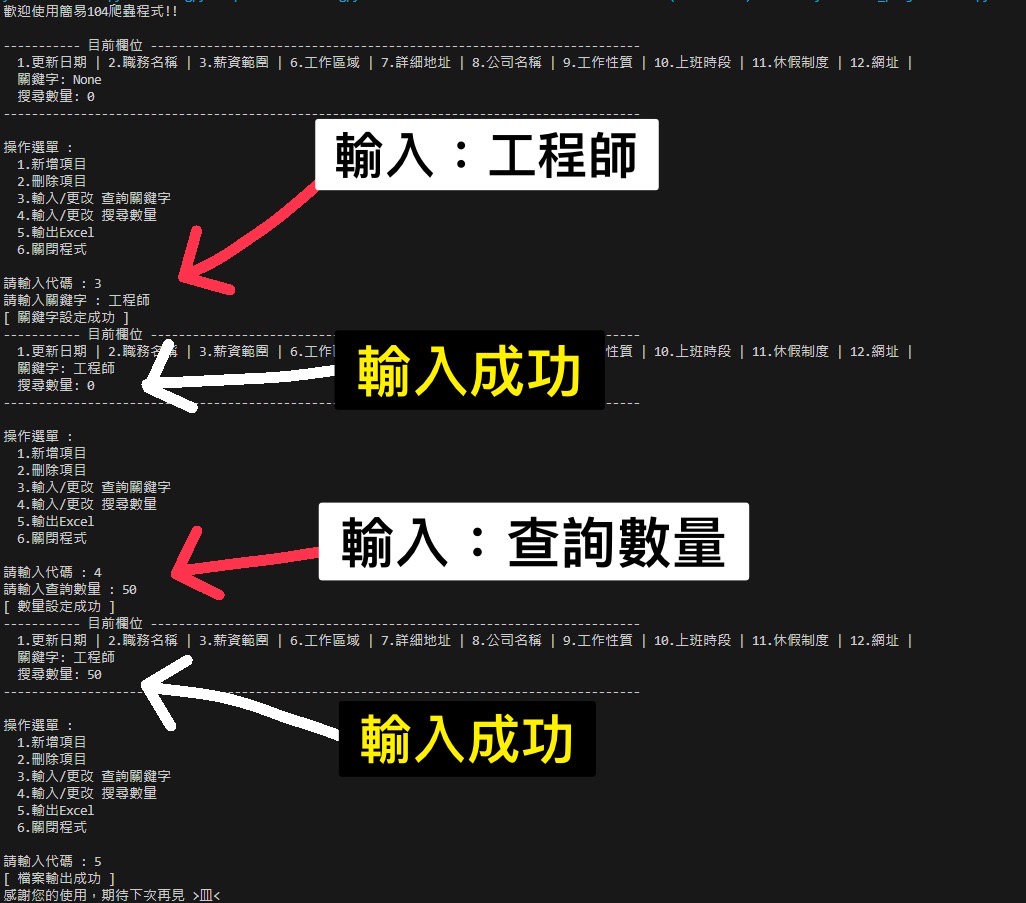 歡迎使用簡易104爬蟲程式!!
----------- 目前欄位 ----------------------------------------------------------------------
1.更新日期 | 2.職務名稱 | 3.薪資範圍 | 6.工作區域 | 7.詳細地址 | 8.公司名稱 | 9.工作性質 | 10.上班時段 | 11.休假制度 | 12.網址 |
關鍵字: None
搜尋數量: 0
-------------------------------------------------------------------------------------------
操作選單 :
輸入：工程師
1.新增項目
2.刪除項目
3.輸入/更改 查詢關鍵字
4.輸入/更改 搜尋數量
5.輸出Excel
6.關閉程式
請輸入代碼 : 3
請輸入關鍵字 : 工程師
[ 關鍵字設定成功 ]
----------- 目前欄位 ----------------------------------------------------------------------
1.更新日期 | 2.職務名稱 | 3.薪資範圍 | 6.工 性質 | 10.上班時段 | 11.休假制度 | 12.網址 |
關鍵字: 工程師
輸入成功
搜尋數量: 0
-------------------------------------------------------------------------------------------
操作選單 :
1.新增項目
2.刪除項目
3.輸入/更改 查詢關鍵字
4.輸入/更改 搜尋數量
5.輸出Excel
6.關閉程式
輸入：查詢數量
請輸入代碼 : 4
請輸入查詢數量 : 50
[ 數量設定成功 ]
----------- 目前欄位 ----------------------------------------------------------------------
1.更新日期 | 2.職務名稱 | 3.薪資範圍 | 6.工作區域 | 7.詳細地址 | 8.公司名稱 | 9.工作性質 | 10.上班時段 | 11.休假制度 | 12.網址 |
關鍵字: 工程師
搜尋數量: 50
-------------------------------------------------------------------------------------------
操作選單 :
輸入成功
1.新增項目
2.刪除項目
3.輸入/更改 查詢關鍵字
4.輸入/更改 搜尋數量
5.輸出Excel
6.關閉程式
請輸入代碼 : 5
[ 檔案輸出成功 ]
感謝您的使用，期待下次再見 >皿<